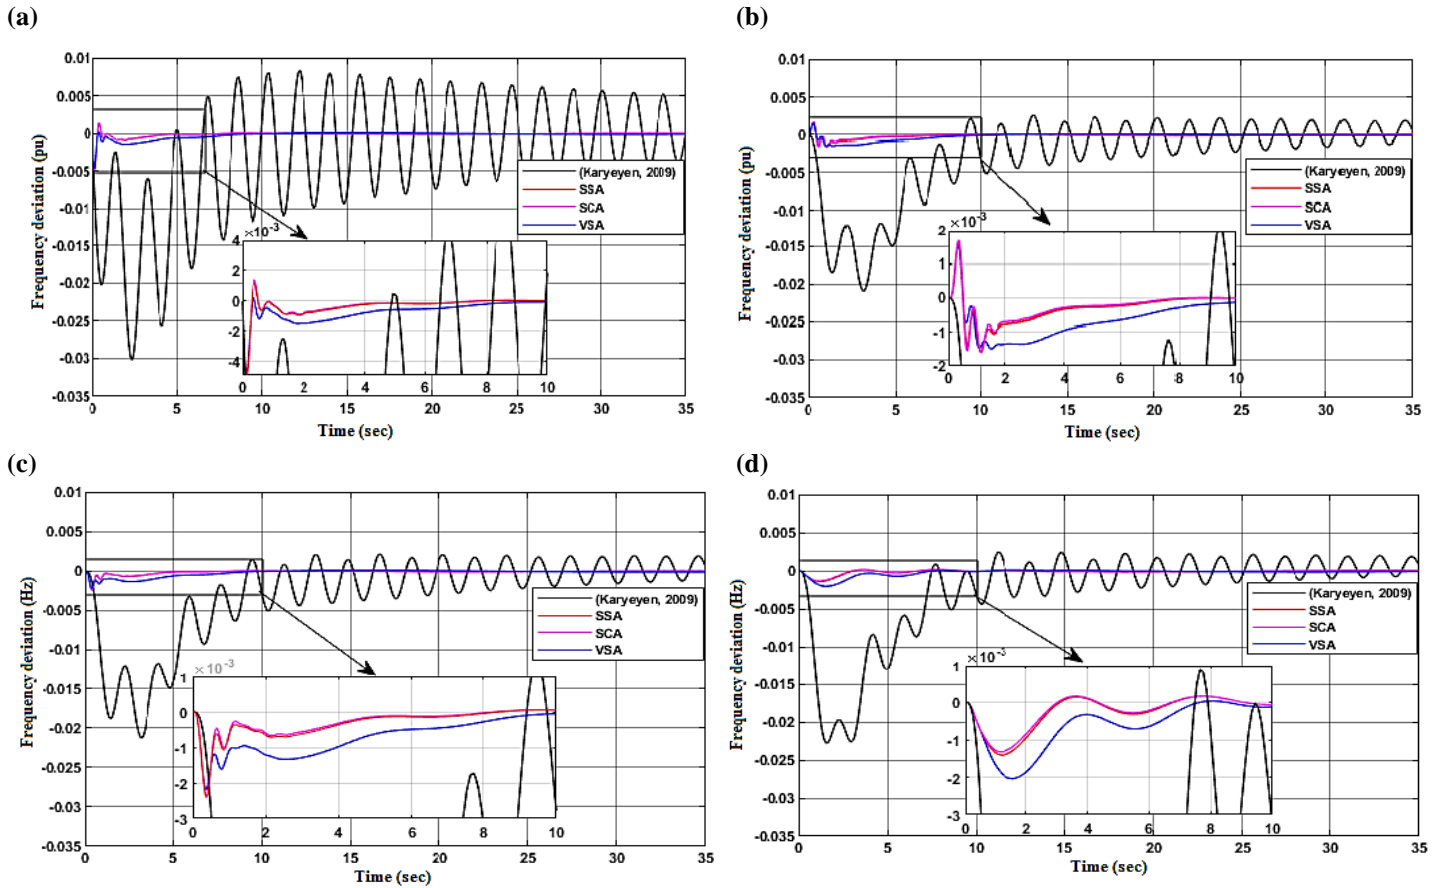 (a)
0.01
0.005
0
-0.005
-0.01
-0.015
-0.02
-0.025
-0.03
-0.035
Frequency deviation (pu)
0 5 10 15 20 25 30 35
Time (sec)
(Karyeyen, 2009)
SSA
SCA
VSA
×10⁻³
4
2
0
-2
-4
0 2 4 6 8 10
(b)
0.01
0.005
0
-0.005
-0.01
-0.015
-0.02
-0.025
-0.03
-0.035
Frequency deviation (pu)
0 5 10 15 20 25 30 35
Time (sec)
(Karyeyen, 2009)
SSA
SCA
VSA
×10⁻³
2
1
0
-1
-2
0 2 4 6 8 10
(c)
0.01
0.005
0
-0.005
-0.01
-0.015
-0.02
-0.025
-0.03
-0.035
Frequency deviation (Hz)
0 5 10 15 20 25 30 35
Time (sec)
(Karyeyen, 2009)
SSA
SCA
VSA
×10⁻³
1
0
-1
-2
-3
0 2 4 6 8 10
(d)
0.01
0.005
0
-0.005
-0.01
-0.015
-0.02
-0.025
-0.03
-0.035
Frequency deviation (Hz)
0 5 10 15 20 25 30 35
Time (sec)
(Karyeyen, 2009)
SSA
SCA
VSA
×10⁻³
1
0
-1
-2
-3
0 2 4 6 8 10